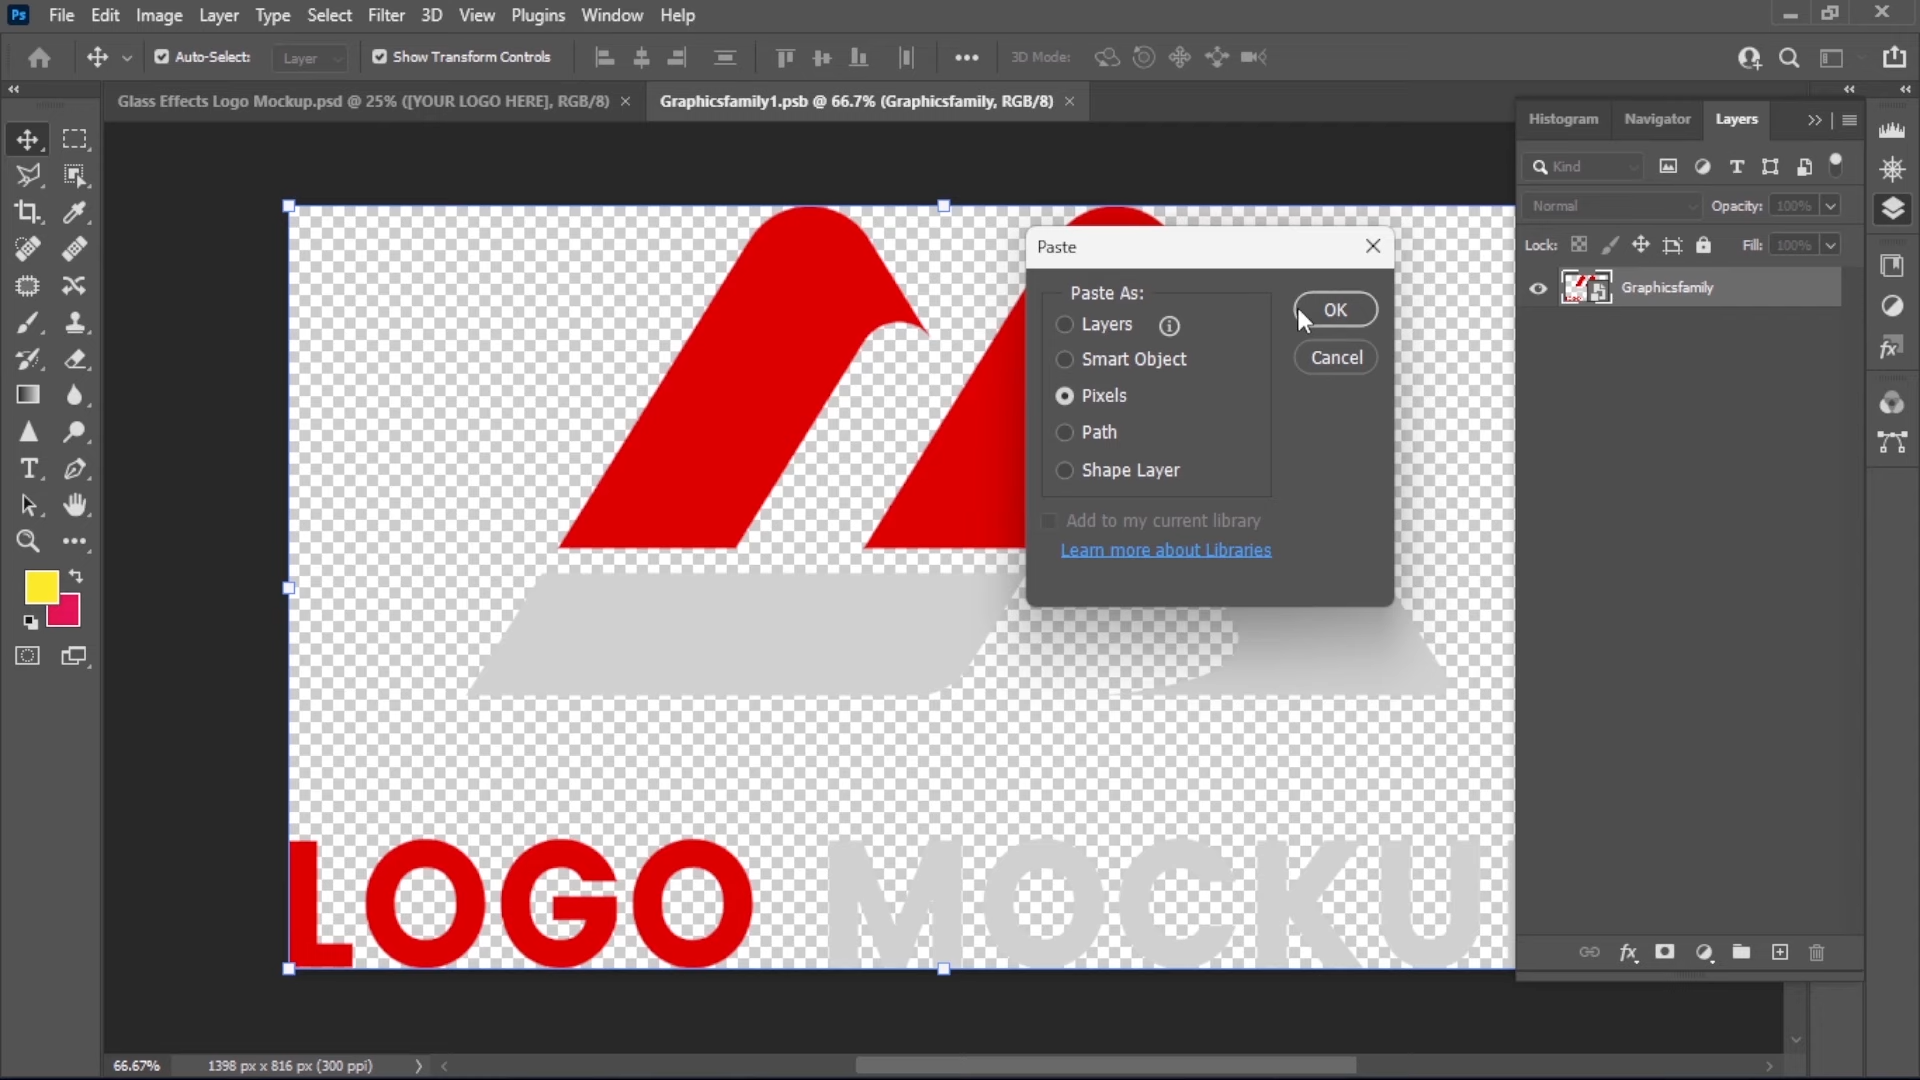 Ps File Edit Image Layer Type Select Filter 3D View Plugins Window Help
Auto-Select: Layer Show Transform Controls 3D Mode:
Glass Effects Logo Mockup.psd @ 25% ([YOUR LOGO HERE], RGB/8) Graphicsfamily1.psb @ 66.7% (Graphicsfamily, RGB/8)
Histogram Navigator Layers
Kind
Normal Opacity: 100%
Lock: Fill: 100%
Graphicsfamily
Paste
Paste As:
Layers
Smart Object
Pixels
Path
Shape Layer
OK
Cancel
Add to my current library
Learn more about Libraries
LOGO MOCKU
66.67% 1398 px x 816 px (300 ppi)